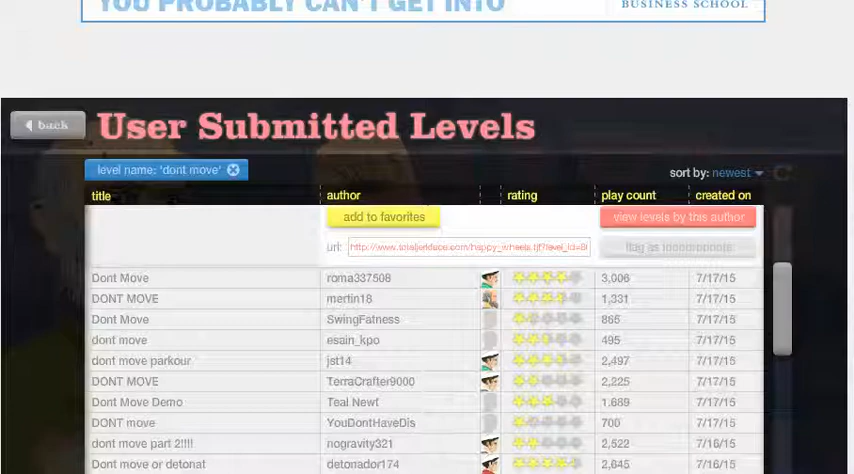 YOU PROBABLY CAN'T GET INTO
BUSINESS SCHOOL
back
User Submitted Levels
level name: 'dont move'
sort by: newest
title author rating play count created on
add to favorites view levels by this author
url: flag as
Dont Move roma337508 3,006 7/17/15
DONT MOVE mertin18 1,331 7/17/15
Dont Move SwingFatness 865 7/17/15
dont move esain_kpo 495 7/17/15
dont move parkour jst14 2,497 7/17/15
DONT MOVE TerraCrafter9000 2,225 7/17/15
Dont Move Demo Teal Newt 1,689 7/17/15
DONT move YouDontHaveDis 700 7/17/15
dont move part 2!!!! nogravity321 2,522 7/16/15
Dont move or detonat detonador174 2,645 7/16/15